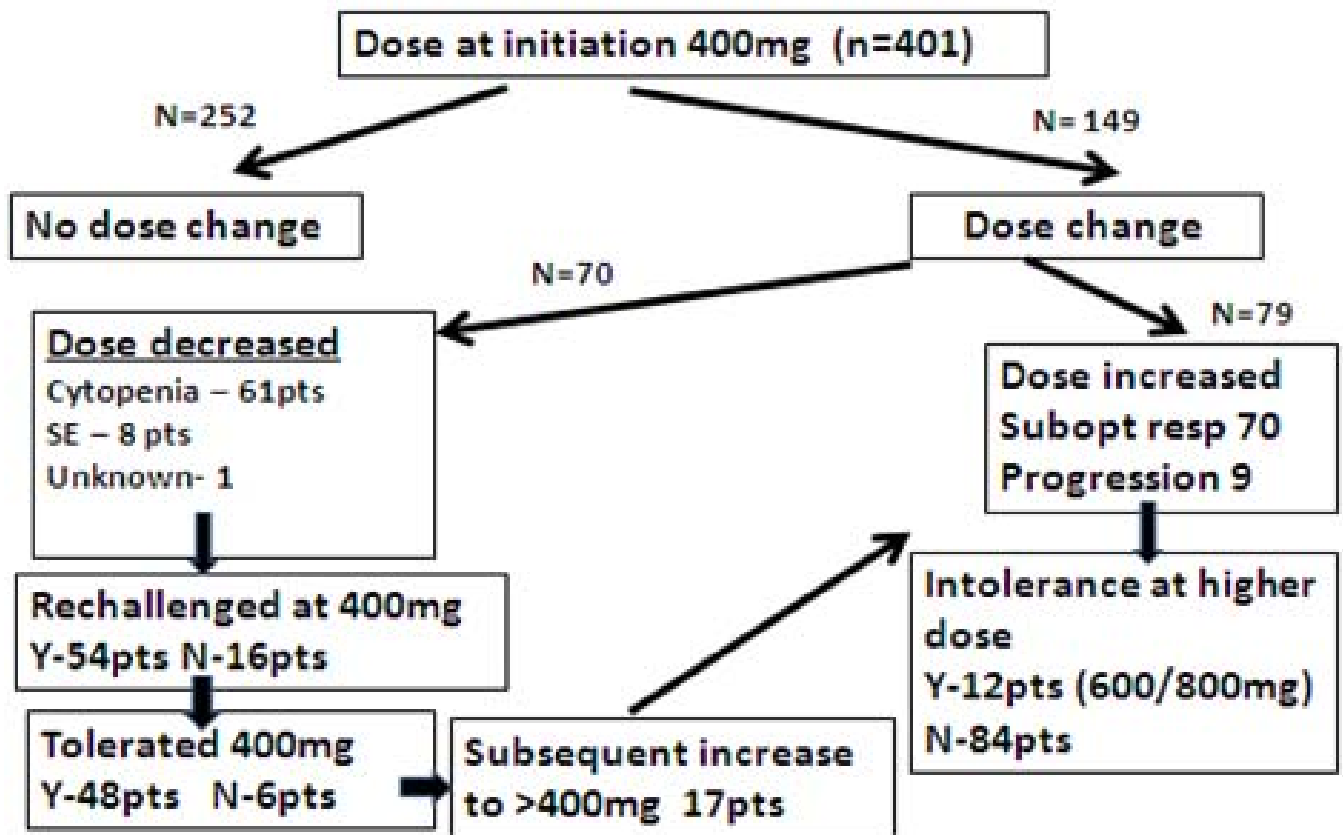 Dose at initiation 400mg (n=401)
N=252
N= 149
No dose change
Dose change
N=70
N=79
Dose decreased
Cytopenia – 61pts
SE – 8 pts
Unknown- 1
Dose increased
Subopt resp 70
Progression 9
Rechallenged at 400mg
Y-54pts N-16pts
Intolerance at higher
dose
Y-12pts (600/800mg)
N-84pts
Tolerated 400mg
Y-48pts N-6pts
Subsequent increase
to >400mg 17pts